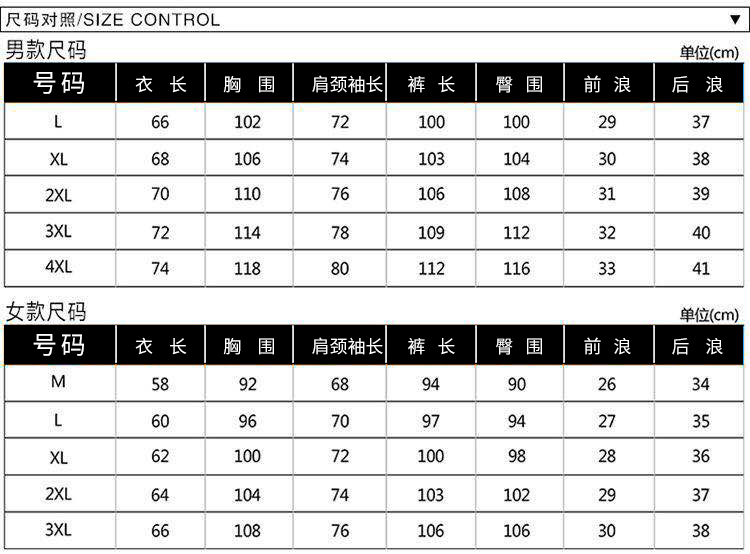 尺码对照/SIZE CONTROL ▼
男款尺码 单位(cm)
号码 衣 长 胸 围 肩颈袖长 裤 长 臀 围 前 浪 后 浪
L 66 102 72 100 100 29 37
XL 68 106 74 103 104 30 38
2XL 70 110 76 106 108 31 39
3XL 72 114 78 109 112 32 40
4XL 74 118 80 112 116 33 41
女款尺码 单位(cm)
号码 衣 长 胸 围 肩颈袖长 裤 长 臀 围 前 浪 后 浪
M 58 92 68 94 90 26 34
L 60 96 70 97 94 27 35
XL 62 100 72 100 98 28 36
2XL 64 104 74 103 102 29 37
3XL 66 108 76 106 106 30 38